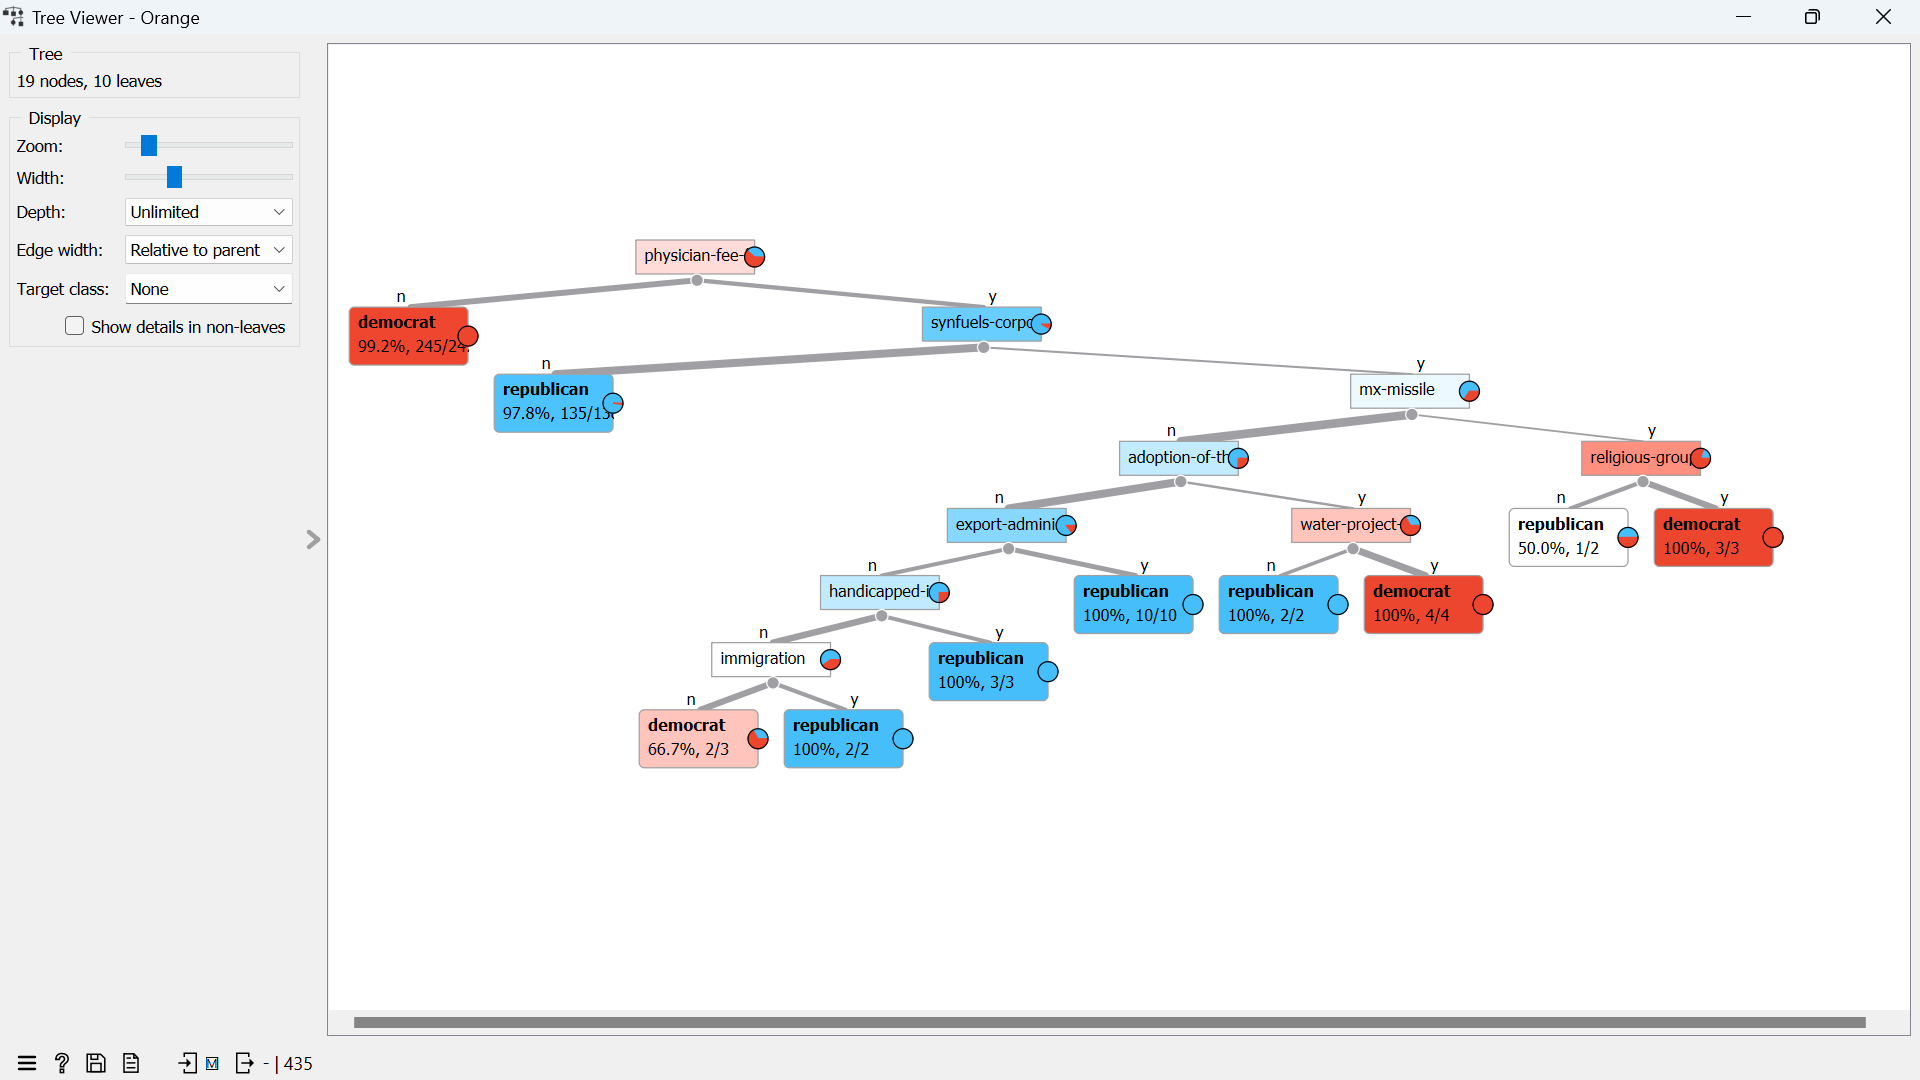 Tree Viewer - Orange
Tree
19 nodes, 10 leaves
Display
Zoom:
Width:
Depth: Unlimited
Edge width: Relative to parent
Target class: None
Show details in non-leaves
physician-fee-
n
y
democrat
99.2%, 245/24
synfuels-corpo
n
y
republican
97.8%, 135/13
mx-missile
n
y
adoption-of-th
religious-grou
n
y
n
y
export-admini
water-project-
republican
50.0%, 1/2
democrat
100%, 3/3
n
y
n
y
handicapped-i
republican
100%, 10/10
republican
100%, 2/2
democrat
100%, 4/4
n
y
immigration
republican
100%, 3/3
n
y
democrat
66.7%, 2/3
republican
100%, 2/2
? M - | 435